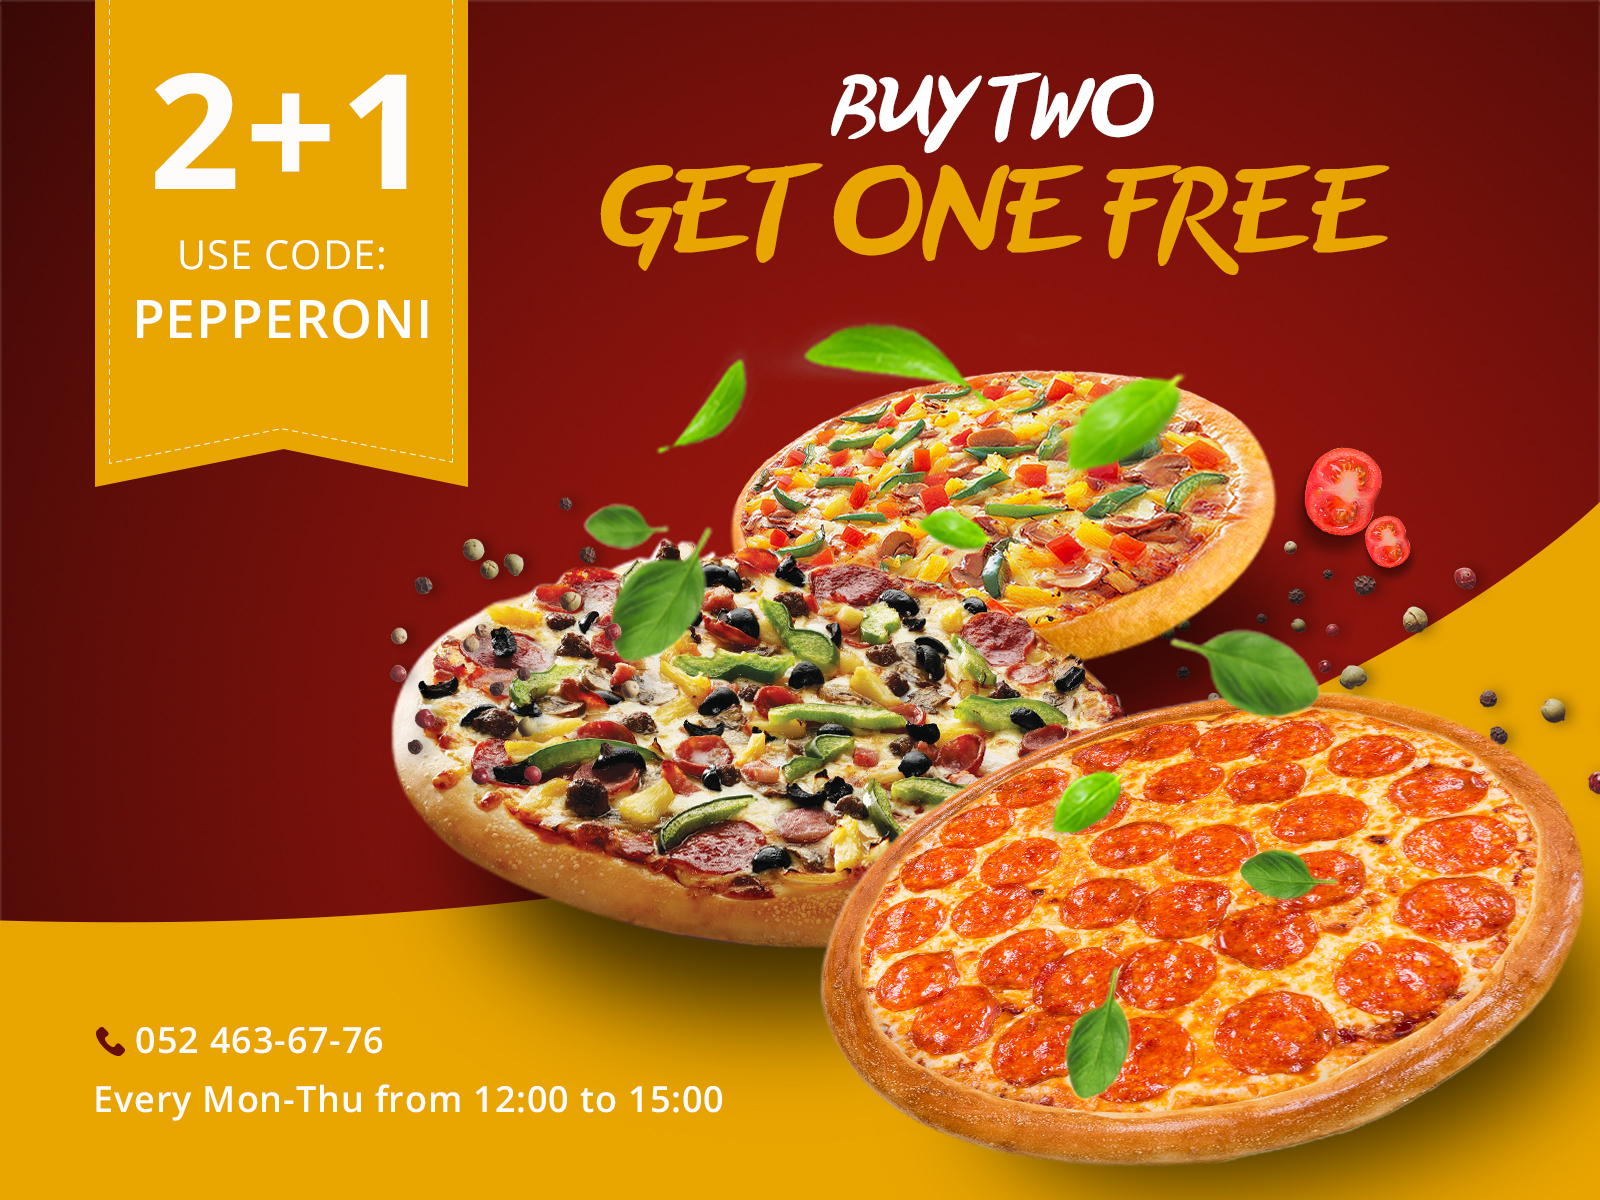 2+1
USE CODE:
PEPPERONI
BUY TWO
GET ONE FREE
052 463-67-76
Every Mon-Thu from 12:00 to 15:00